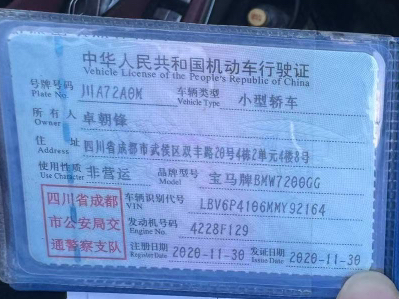 中华人民共和国机动车行驶证
Vehicle License of the People's Republic of China
号牌号码 川A72A0M 车辆类型 小型轿车
Plate No. Vehicle Type
所有人 卓朝锋
Owner
住址 四川省成都市武侯区双丰路20号4栋2单元4楼8号
Address
使用性质 非营运 品牌型号 宝马牌BMW7200GG
Use Character Model
四川省成都
市公安局交
通警察支队
车辆识别代号 LBV6P4106MMY92164
VIN
发动机号码 4228F129
Engine No.
注册日期 2020-11-30 发证日期 2020-11-30
Register Date Issue Date